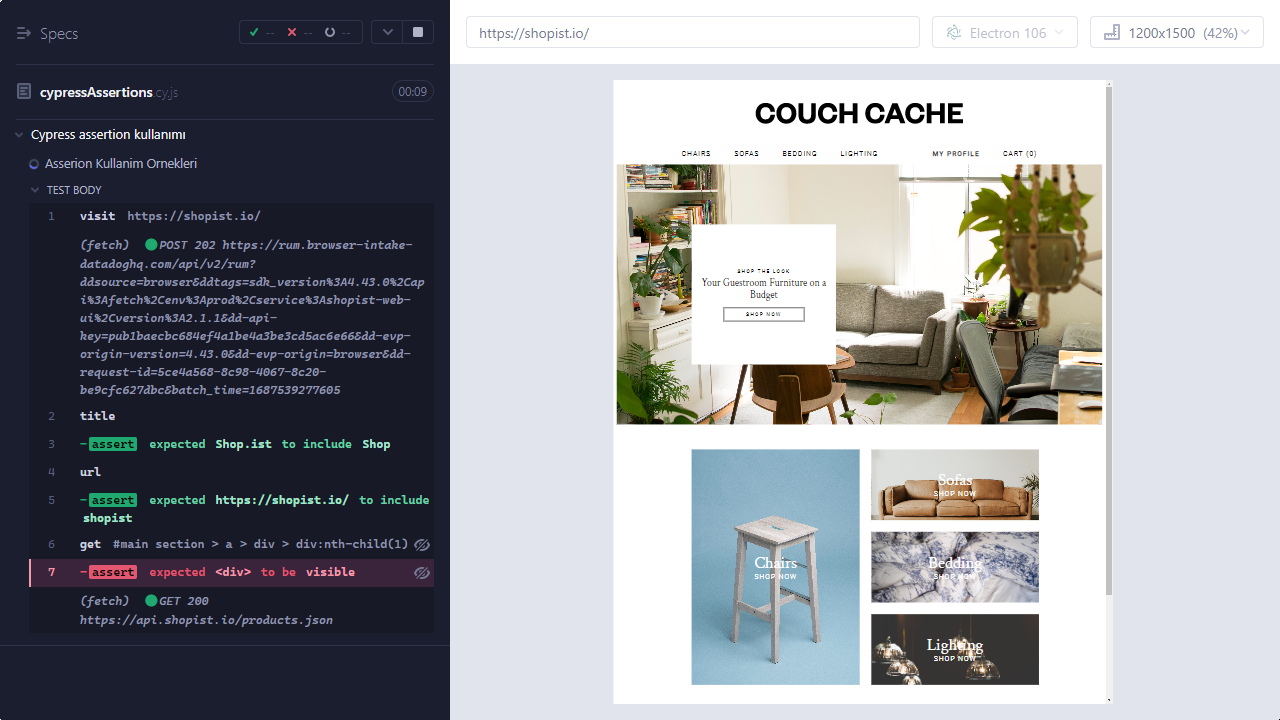 Specs
-- -- --
https://shopist.io/
Electron 106
1200x1500 (42%)
cypressAssertions.cy.js
00:09
Cypress assertion kullanımı
Asserion Kullanim Ornekleri
TEST BODY
1 visit https://shopist.io/
(fetch) POST 202 https://rum.browser-intake-
datadoghq.com/api/v2/rum?
ddsource=browser&ddtags=sdk_version%3A4.43.0%2Cap
i%3Afetch%2Cenv%3Aprod%2Cservice%3Ashopist-web-
ui%2Cversion%3A2.1.1&dd-api-
key=pub1baecbc684ef4a1be4a3be3cd5ac6e66&dd-evp-
origin-version=4.43.0&dd-evp-origin=browser&dd-
request-id=5ce4a568-8c98-4067-8c20-
be9cfc627dbc&batch_time=1687539277605
2 title
3 -assert expected Shop.ist to include Shop
4 url
5 -assert expected https://shopist.io/ to include
shopist
6 get #main section > a > div > div:nth-child(1)
7 -assert expected <div> to be visible
(fetch) GET 200
https://api.shopist.io/products.json
COUCH CACHE
CHAIRS SOFAS BEDDING LIGHTING MY PROFILE CART (0)
SHOP THE LOOK
Your Guestroom Furniture on a
Budget
SHOP NOW
Chairs
SHOP NOW
Sofas
SHOP NOW
Bedding
SHOP NOW
Lighting
SHOP NOW